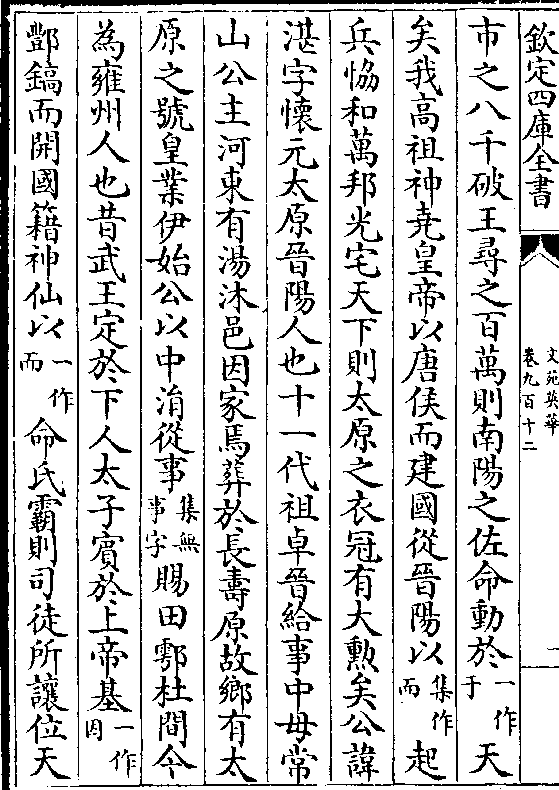 欽定四庫全書
文苑英華
卷九百十二
一
市之八千破王尋之百萬則南陽之佐命動於一作于天
矣我高祖神堯皇帝以唐侯而建國從晉陽以集作而起
兵恊和萬邦光宅天下則太原之衣冠有大勲矣公諱
湛字懷元太原晉陽人也十一代祖卓晉給事中母常
山公主河東有湯沐邑因家焉葬於長壽原故鄉有太
原之號皇業伊始公以中涓從事集無事字賜田鄠杜間今
為雍州人也昔武王定於下人太子賓於上帝基一作因
酆鎬而開國籍神仙以一作而命氏霸則司徒所讓位天